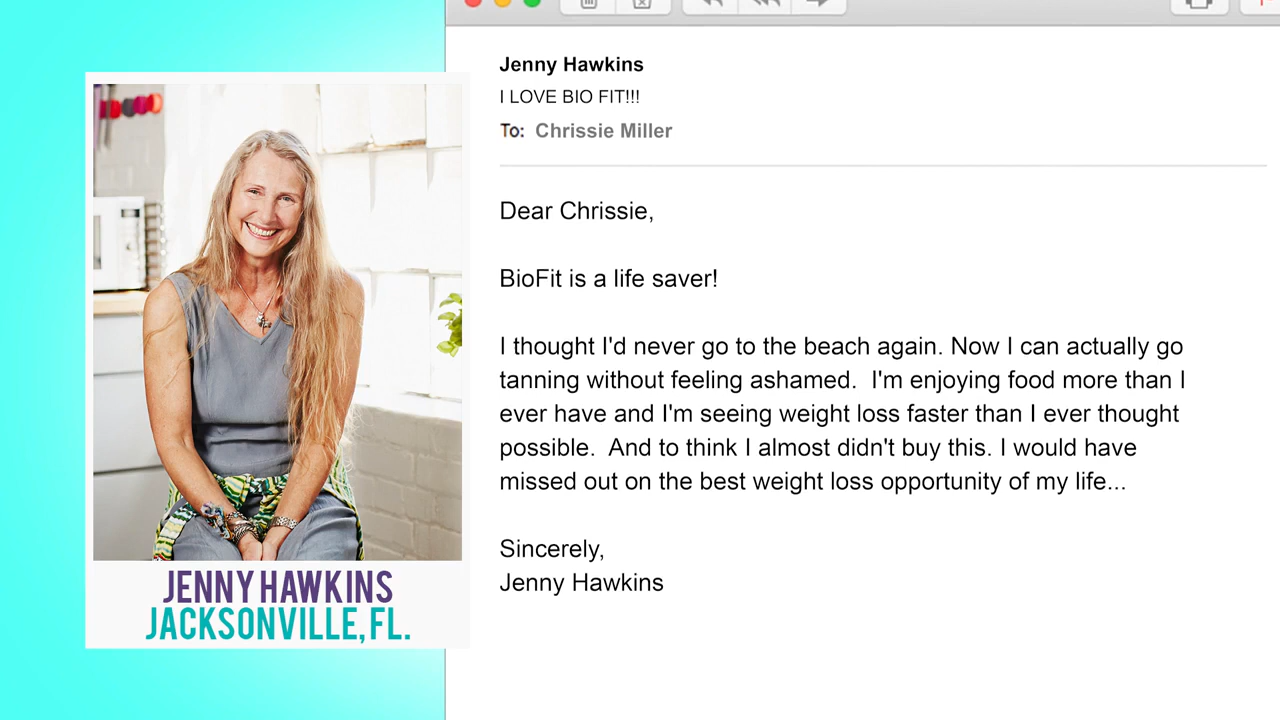 Jenny Hawkins
I LOVE BIO FIT!!!
To: Chrissie Miller
Dear Chrissie,
BioFit is a life saver!
I thought I'd never go to the beach again. Now I can actually go
tanning without feeling ashamed.  I'm enjoying food more than I
ever have and I'm seeing weight loss faster than I ever thought
possible.  And to think I almost didn't buy this. I would have
missed out on the best weight loss opportunity of my life...
Sincerely,
Jenny Hawkins
JENNY HAWKINS
JACKSONVILLE, FL.